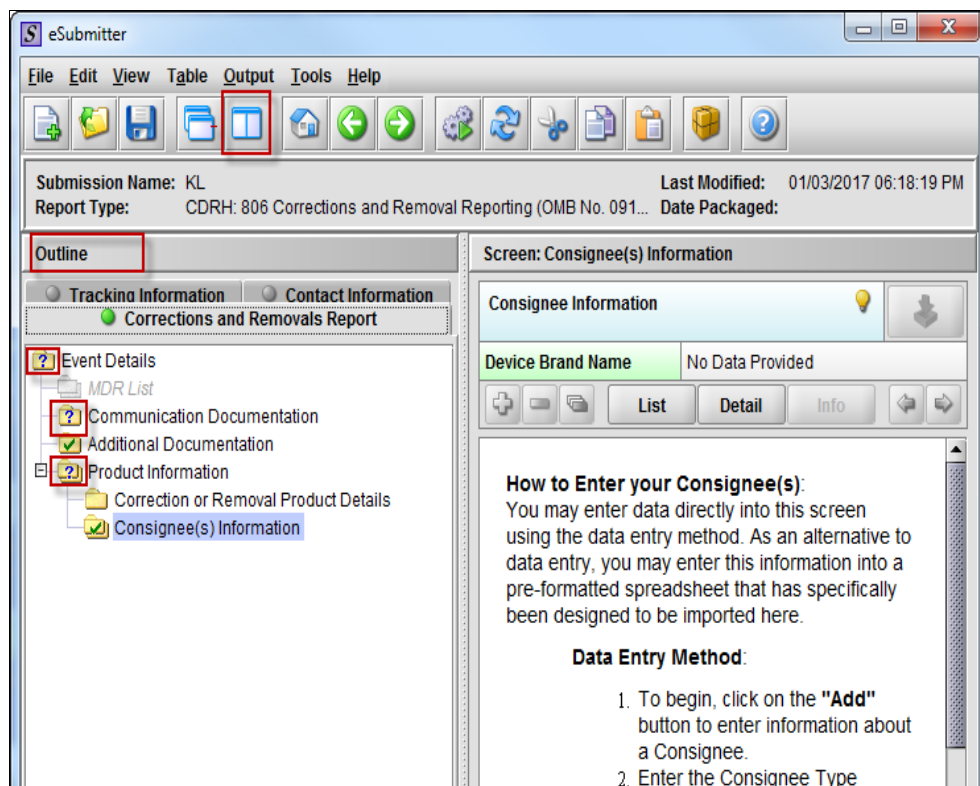 S eSubmitter
File Edit View Table Output Tools Help
Submission Name: KL Last Modified: 01/03/2017 06:18:19 PM
Report Type: CDRH: 806 Corrections and Removal Reporting (OMB No. 091... Date Packaged:
Outline
Tracking Information Contact Information
Corrections and Removals Report
? Event Details
MDR List
? Communication Documentation
Additional Documentation
? Product Information
Correction or Removal Product Details
Consignee(s) Information
Screen: Consignee(s) Information
Consignee Information
Device Brand Name No Data Provided
List Detail Info
How to Enter your Consignee(s):
You may enter data directly into this screen
using the data entry method. As an alternative to
data entry, you may enter this information into a
pre-formatted spreadsheet that has specifically
been designed to be imported here.
Data Entry Method:
1. To begin, click on the "Add"
button to enter information about
a Consignee.
2. Enter the Consignee Type